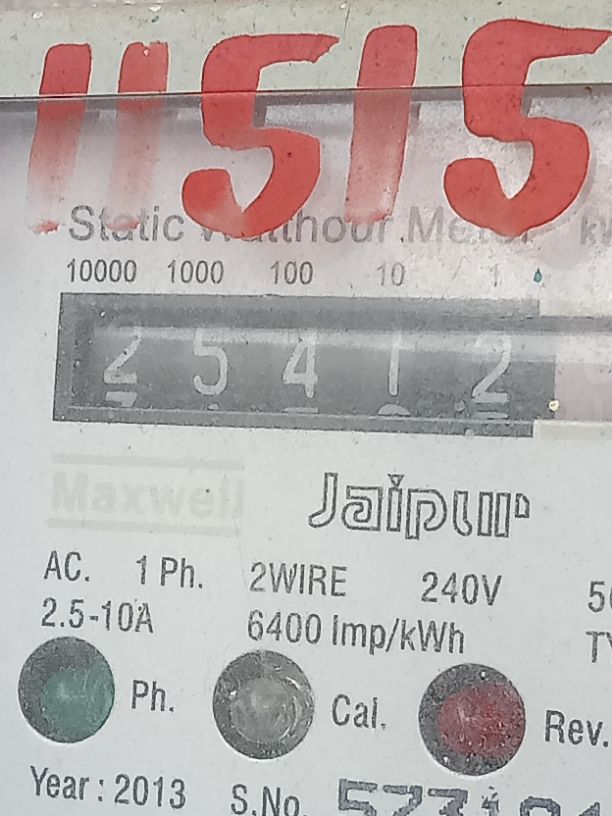 11515
Static Watthour Meter
10000 1000 100 10 1
25412
Maxwell
Jaipur
AC. 1 Ph. 2WIRE 240V
2.5-10A 6400 Imp/kWh
Ph. Cal. Rev.
Year : 2013 S.No.